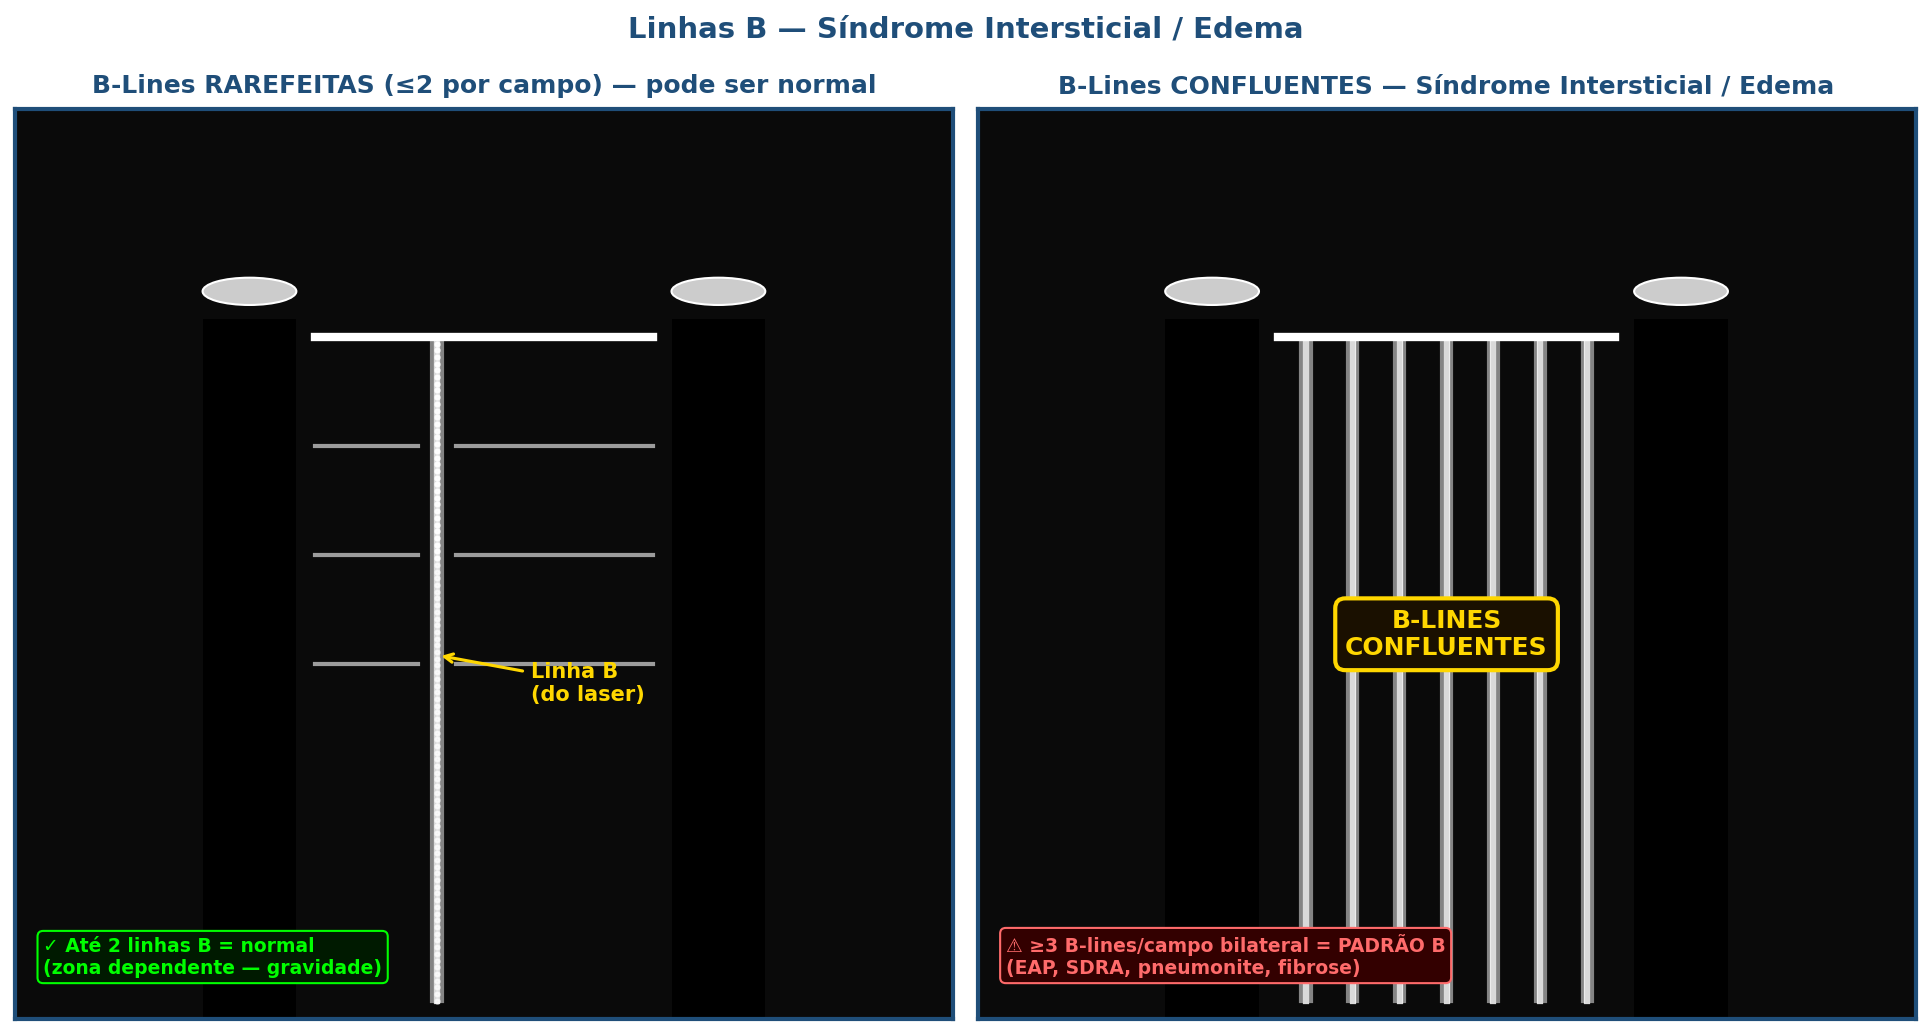 Linhas B — Síndrome Intersticial / Edema
B-Lines RAREFEITAS (≤2 por campo) — pode ser normal
Linha B
(do laser)
✓ Até 2 linhas B = normal
(zona dependente — gravidade)
B-Lines CONFLUENTES — Síndrome Intersticial / Edema
B-LINES
CONFLUENTES
⚠ ≥3 B-lines/campo bilateral = PADRÃO B
(EAP, SDRA, pneumonite, fibrose)